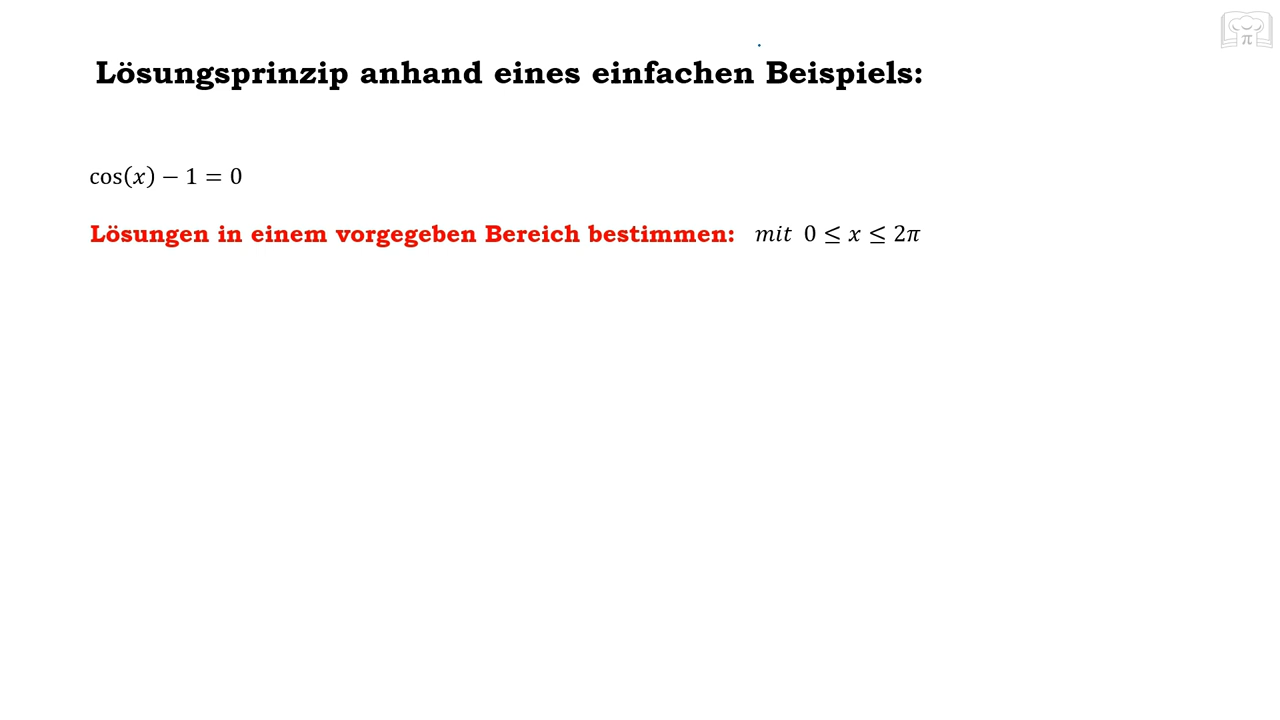 Lösungsprinzip anhand eines einfachen Beispiels:
cos(x) − 1 = 0
Lösungen in einem vorgegeben Bereich bestimmen: mit 0 ≤ x ≤ 2π
π